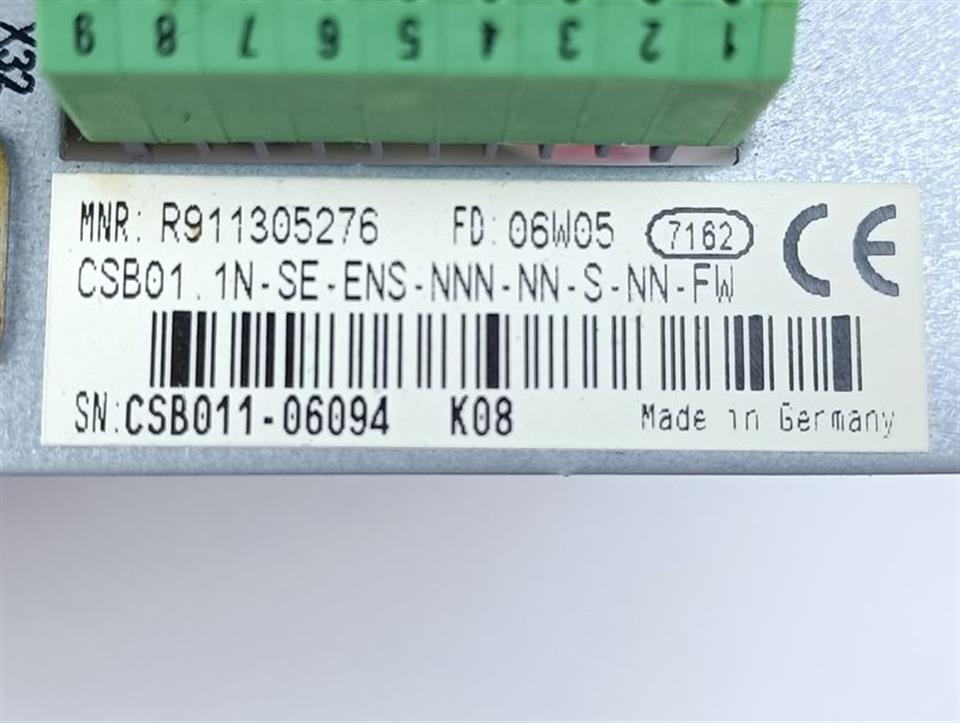 X32
9 8 7 6 5 4 3 2 1
MNR: R911305276 FD: 06W05 7162 CE
CSB01.1N-SE-ENS-NNN-NN-S-NN-FW
SN:CSB011-06094 K08 Made in Germany